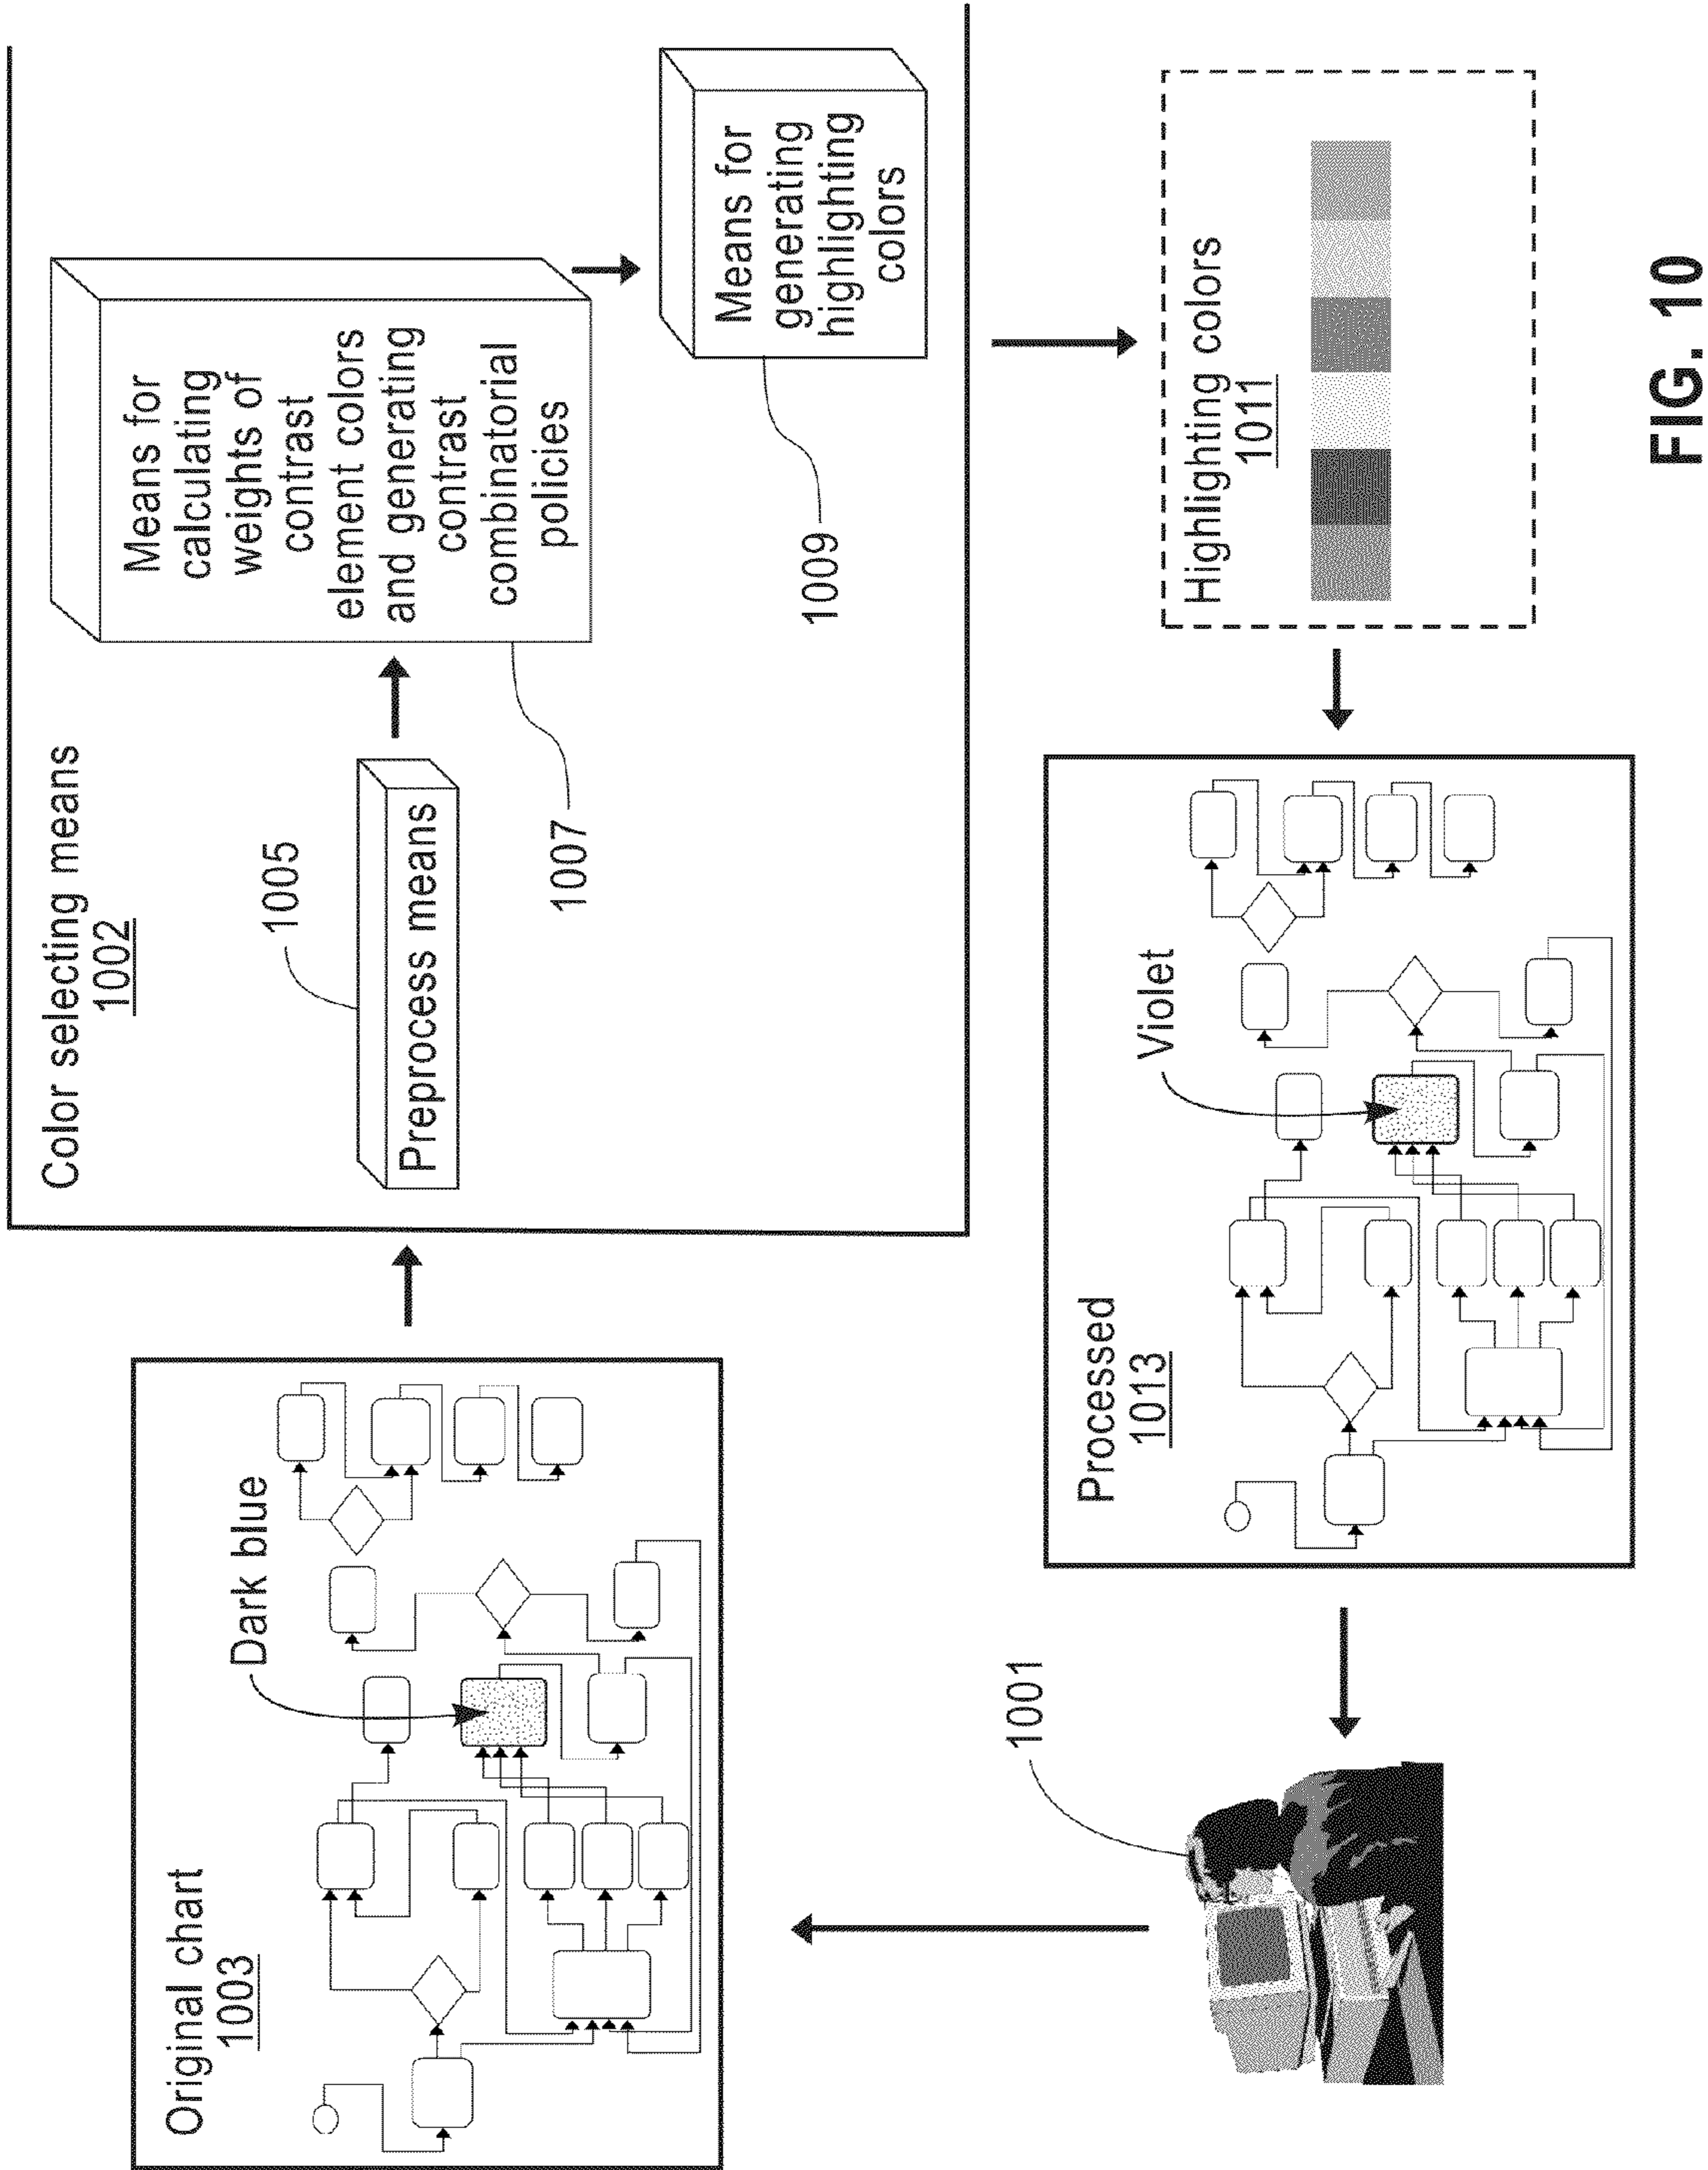 Original chart
1003
Dark blue
Color selecting means
1002
1005
Preprocess means
1007
Means for
calculating
weights of
contrast
element colors
and generating
contrast
combinatorial
policies
Means for
generating
highlighting
colors
1009
1001
Processed
1013
Violet
Highlighting colors
1011
FIG. 10